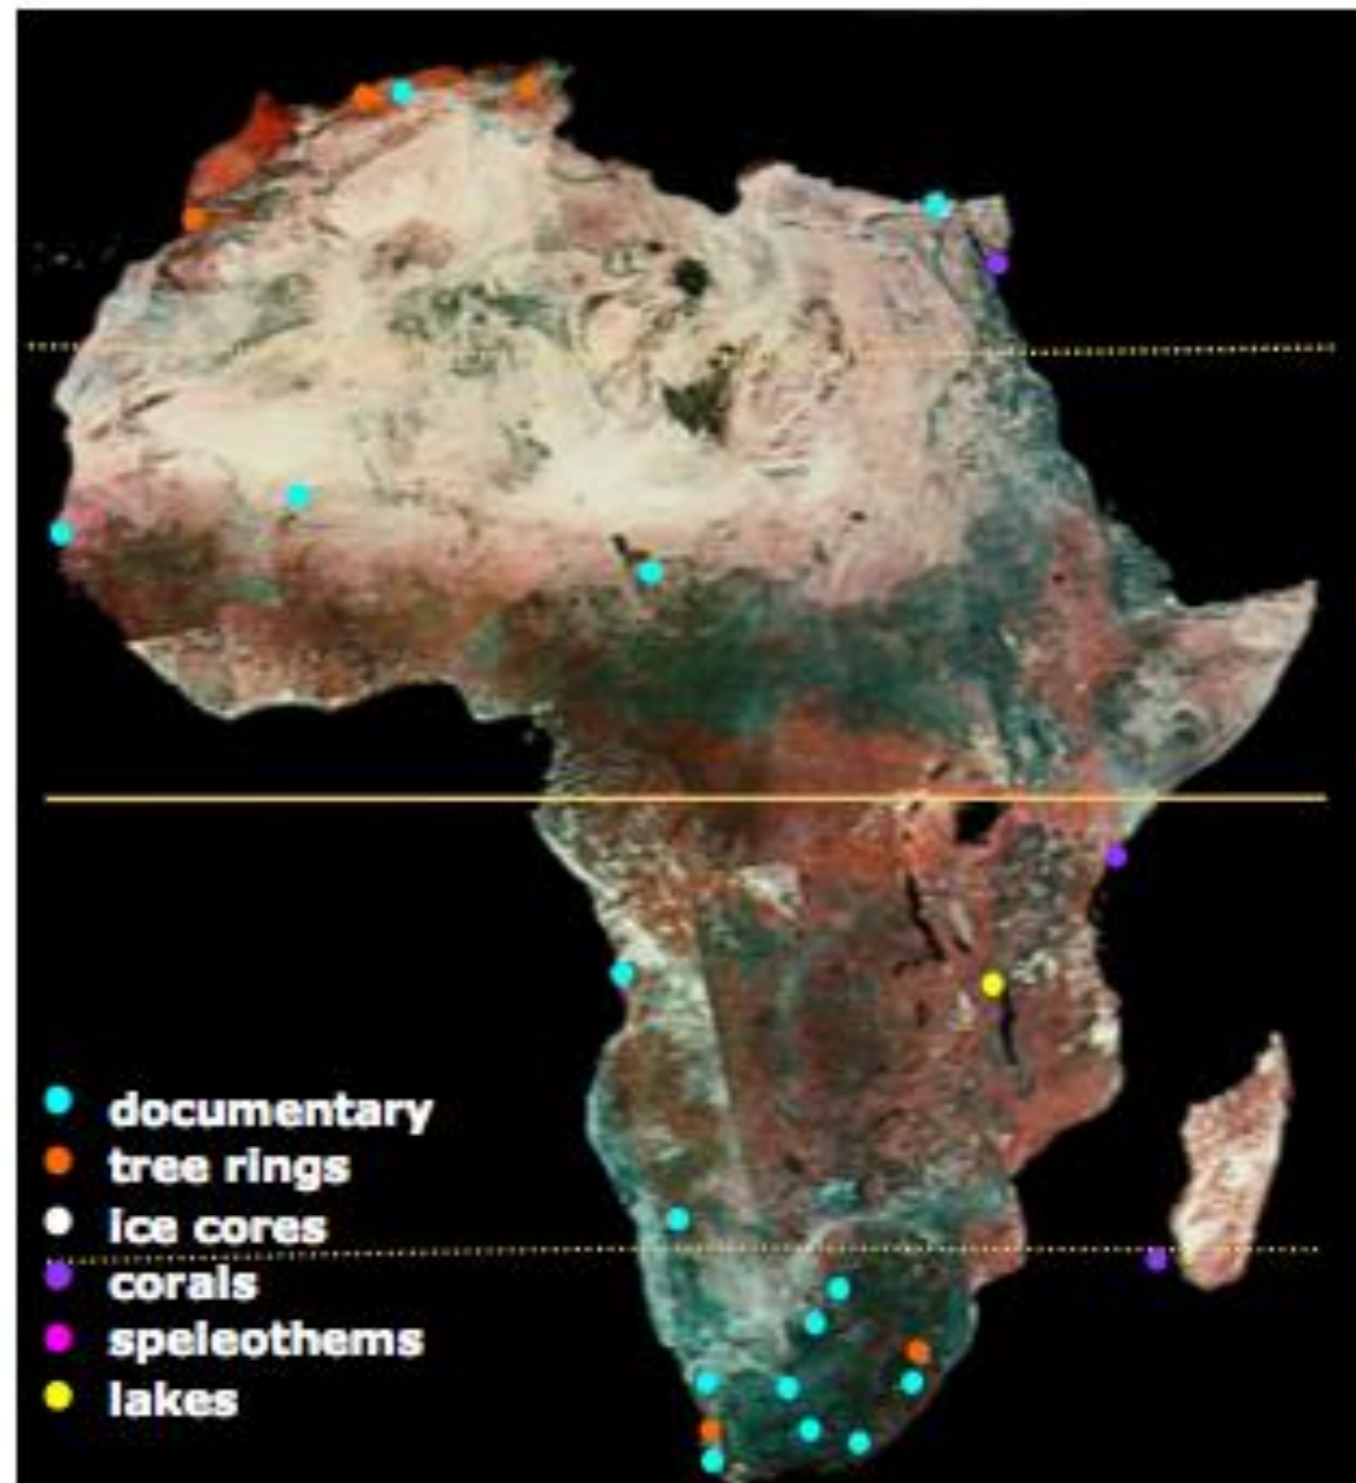 documentary
tree rings
ice cores
corals
speleothems
lakes